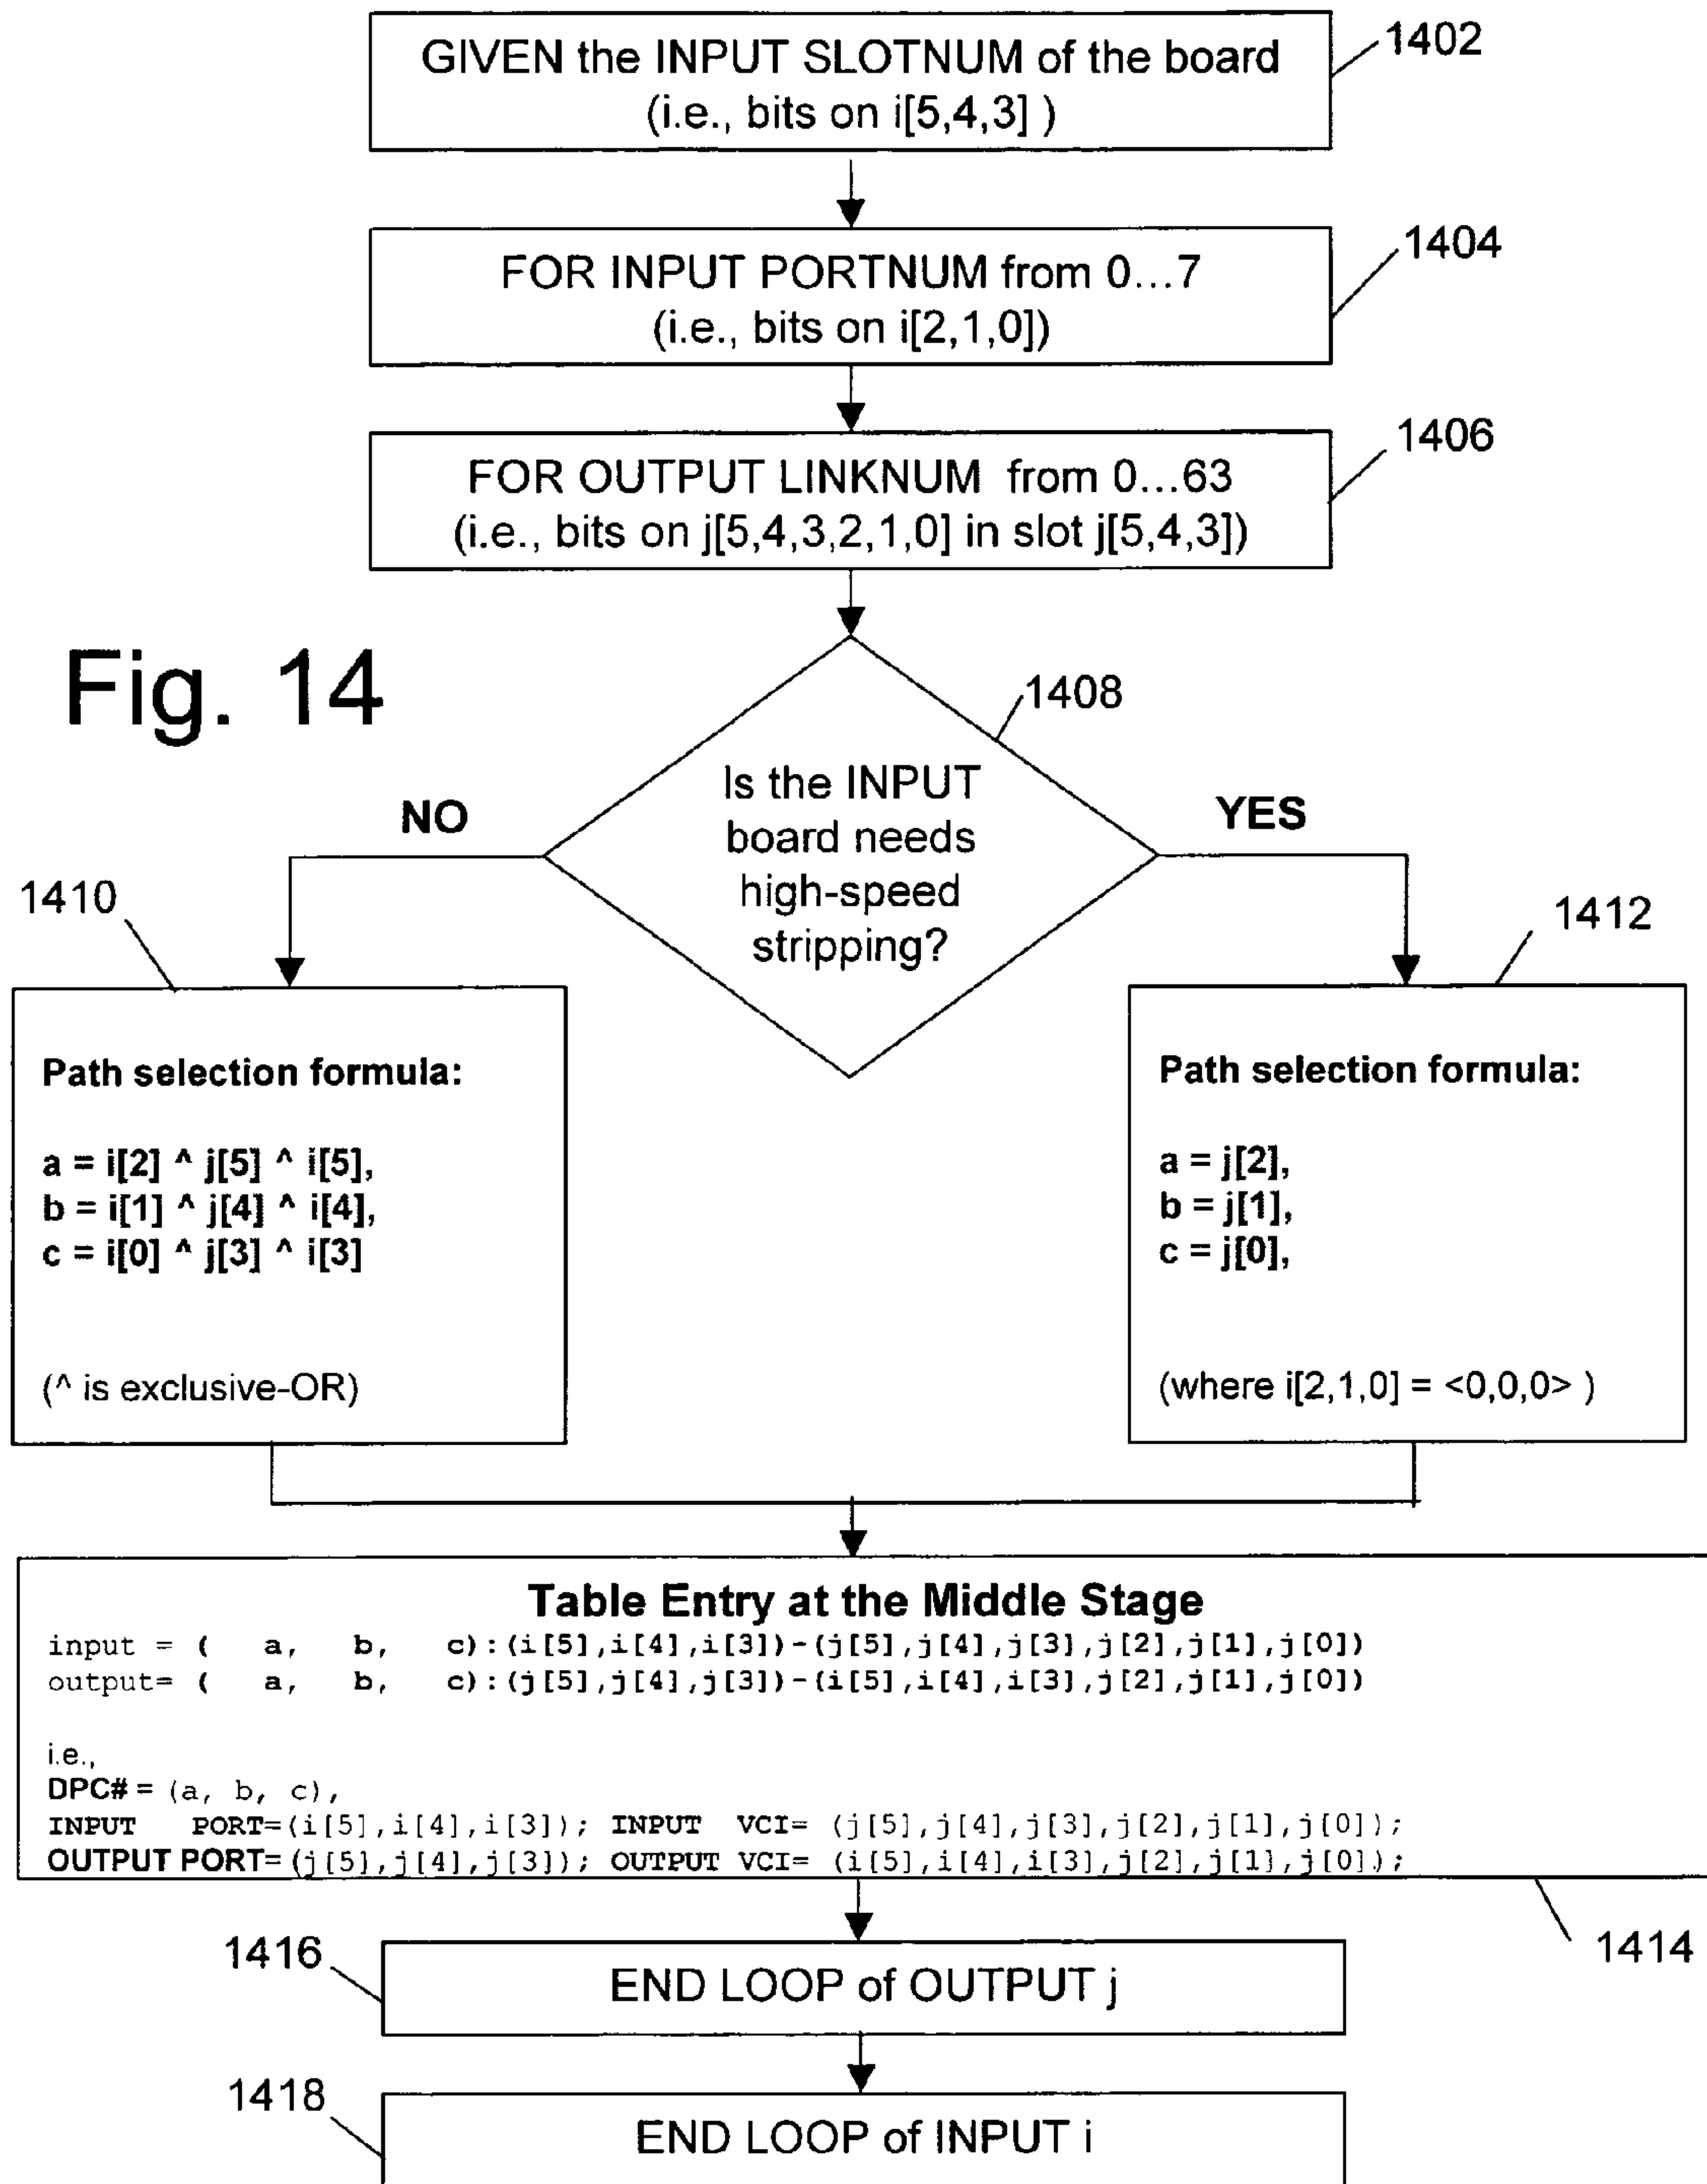 GIVEN the INPUT SLOTNUM of the board
(i.e., bits on i[5,4,3] )
1402
FOR INPUT PORTNUM from 0...7
(i.e., bits on i[2,1,0])
1404
FOR OUTPUT LINKNUM from 0...63
(i.e., bits on j[5,4,3,2,1,0] in slot j[5,4,3])
1406
Fig. 14
1408
Is the INPUT
board needs
high-speed
stripping?
NO
YES
1410
1412
Path selection formula:
a = i[2] ^ j[5] ^ i[5],
b = i[1] ^ j[4] ^ i[4],
c = i[0] ^ j[3] ^ i[3]
(^ is exclusive-OR)
Path selection formula:
a = j[2],
b = j[1],
c = j[0],
(where i[2,1,0] = <0,0,0> )
Table Entry at the Middle Stage
input = ( a, b, c):(i[5],i[4],i[3])-(j[5],j[4],j[3],j[2],j[1],j[0])
output= ( a, b, c):(j[5],j[4],j[3])-(i[5],i[4],i[3],j[2],j[1],j[0])
i.e.,
DPC# = (a, b, c),
INPUT PORT=(i[5],i[4],i[3]); INPUT VCI= (j[5],j[4],j[3],j[2],j[1],j[0]);
OUTPUT PORT=(j[5],j[4],j[3]); OUTPUT VCI= (i[5],i[4],i[3],j[2],j[1],j[0]);
1414
1416
END LOOP of OUTPUT j
1418
END LOOP of INPUT i